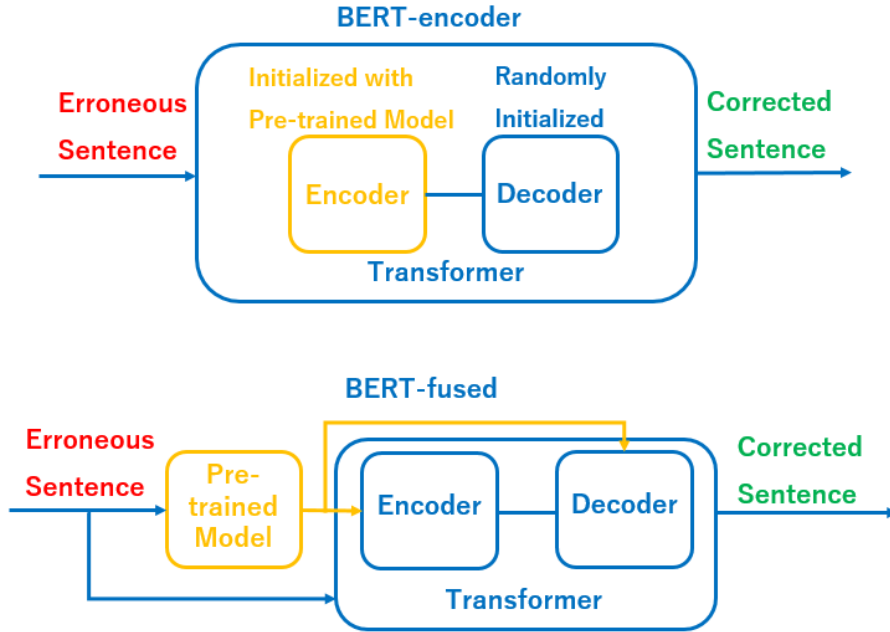 BERT-encoder
Initialized with
Pre-trained Model
Randomly
Initialized
Erroneous
Sentence
Corrected
Sentence
Encoder
Decoder
Transformer
BERT-fused
Erroneous
Sentence
Pre-
trained
Model
Encoder
Decoder
Corrected
Sentence
Transformer